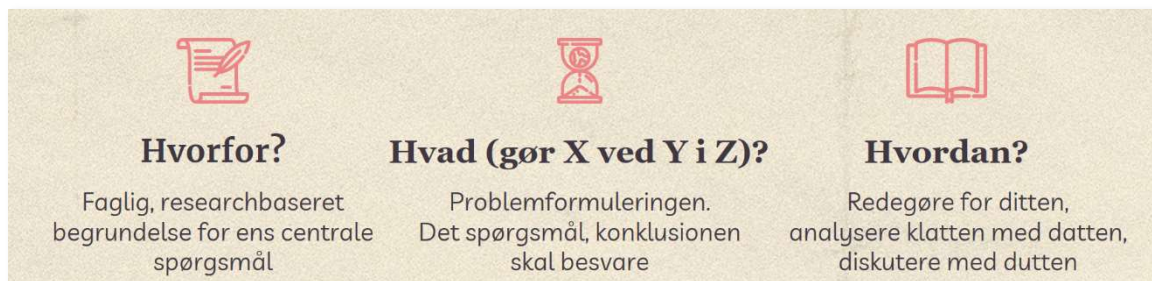 Hvorfor?
Faglig, researchbaseret
begrundelse for ens centrale
spørgsmål
Hvad (gør X ved Y i Z)?
Problemformuleringen.
Det spørgsmål, konklusionen
skal besvare
Hvordan?
Redegøre for ditten,
analysere klatten med datten,
diskutere med dutten